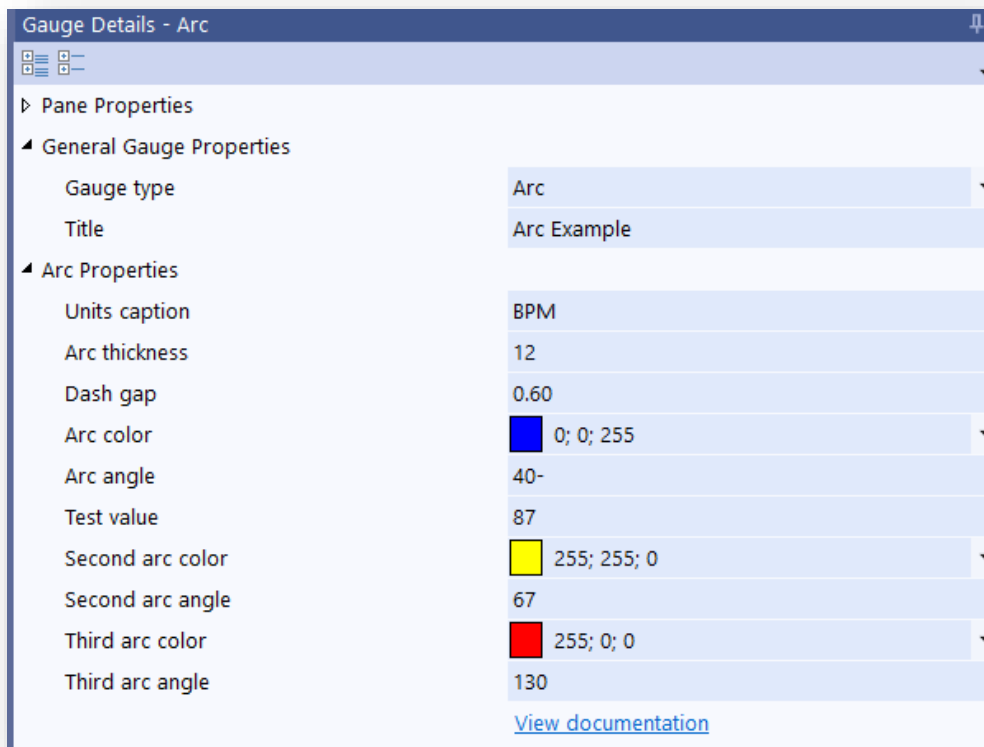 Gauge Details - Arc
Pane Properties
General Gauge Properties
Gauge type Arc
Title Arc Example
Arc Properties
Units caption BPM
Arc thickness 12
Dash gap 0.60
Arc color 0; 0; 255
Arc angle 40-
Test value 87
Second arc color 255; 255; 0
Second arc angle 67
Third arc color 255; 0; 0
Third arc angle 130
View documentation